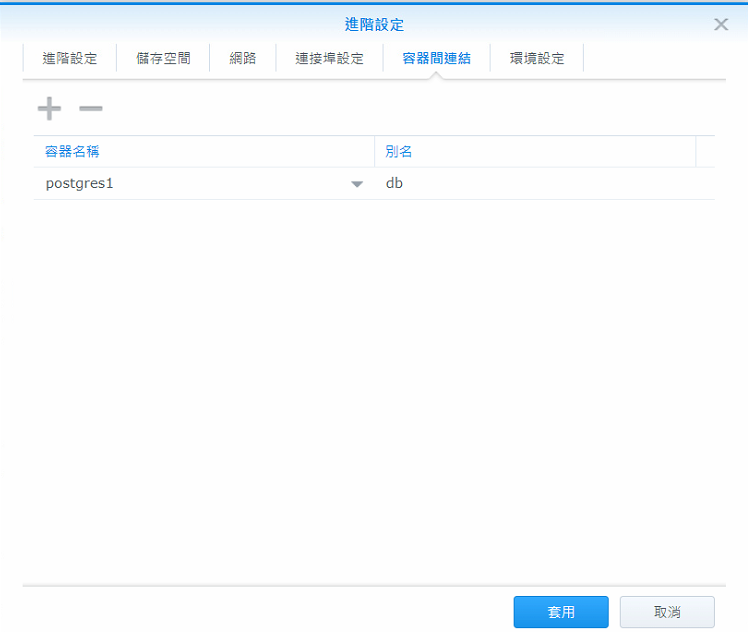 進階設定
進階設定 儲存空間 網路 連接埠設定 容器間連結 環境設定
容器名稱 別名
postgres1 db
套用 取消